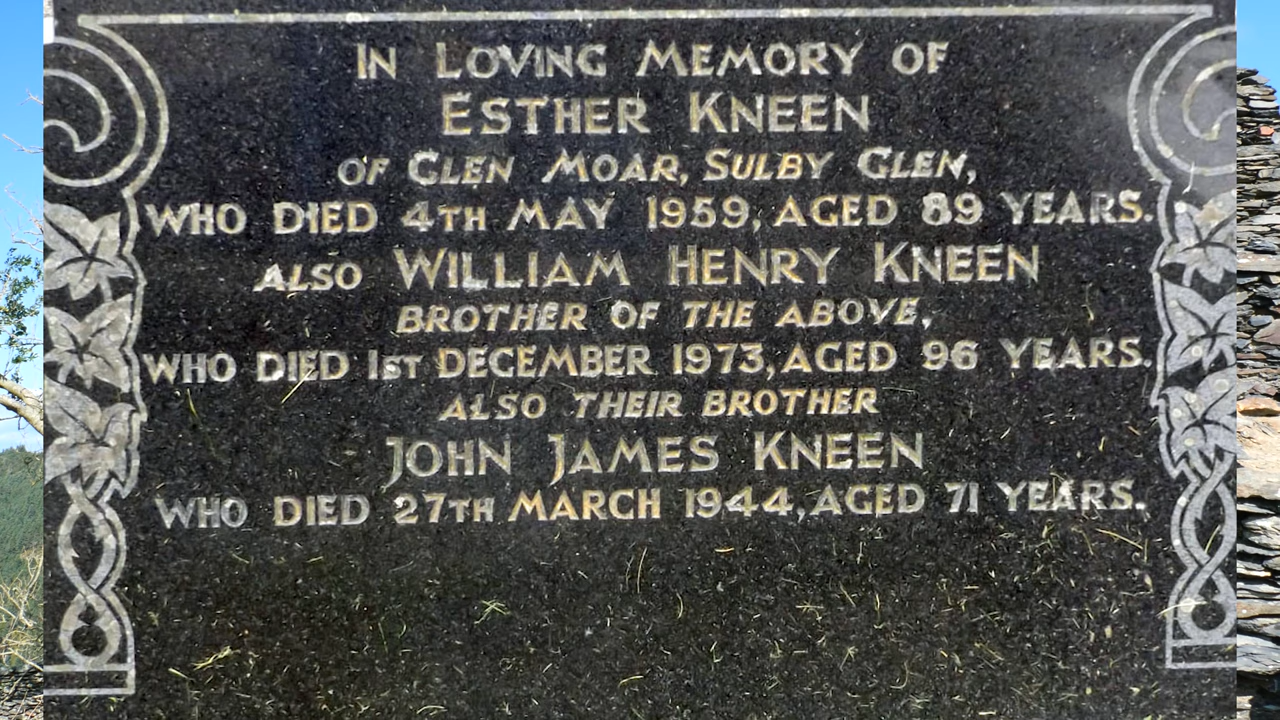 IN LOVING MEMORY OF
ESTHER KNEEN
OF GLEN MOAR, SULBY GLEN,
WHO DIED 4TH MAY 1959, AGED 89 YEARS.
ALSO WILLIAM HENRY KNEEN
BROTHER OF THE ABOVE,
WHO DIED 1ST DECEMBER 1973, AGED 96 YEARS.
ALSO THEIR BROTHER
JOHN JAMES KNEEN
WHO DIED 27TH MARCH 1944, AGED 71 YEARS.